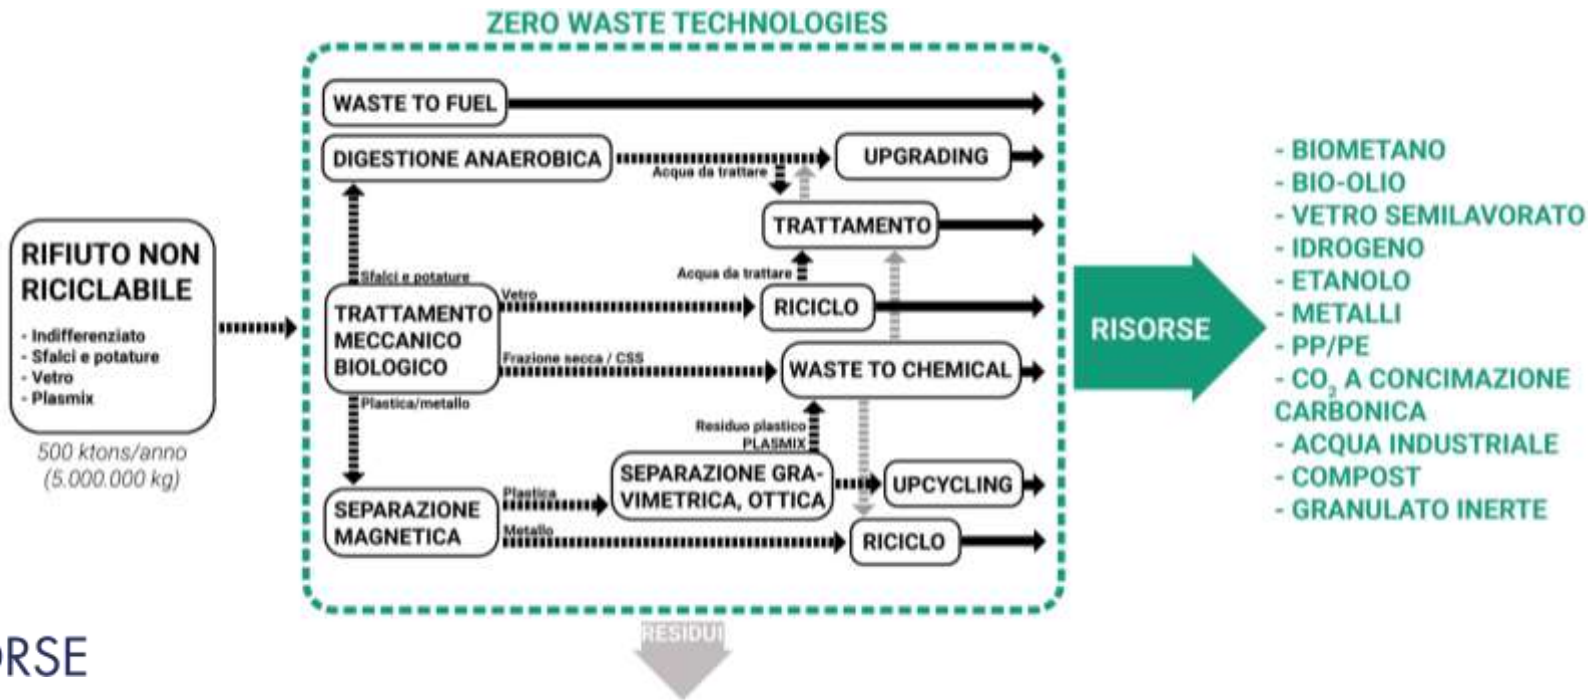 ZERO WASTE TECHNOLOGIES
WASTE TO FUEL
DIGESTIONE ANAEROBICA
Acqua da trattare
UPGRADING
TRATTAMENTO
RIFIUTO NON
RICICLABILE
- Indifferenziato
- Sfalci e potature
- Vetro
- Plasmix
500 ktons/anno
(5.000.000 kg)
Sfalci e potature
TRATTAMENTO
MECCANICO
BIOLOGICO
Vetro
Acqua da trattare
RICICLO
Frazione secca / CSS
WASTE TO CHEMICAL
Plastica/metallo
Residuo plastico
PLASMIX
SEPARAZIONE
MAGNETICA
Plastica
SEPARAZIONE GRA-
VIMETRICA, OTTICA
UPCYCLING
Metallo
RICICLO
RISORSE
- BIOMETANO
- BIO-OLIO
- VETRO SEMILAVORATO
- IDROGENO
- ETANOLO
- METALLI
- PP/PE
- CO₂ A CONCIMAZIONE
CARBONICA
- ACQUA INDUSTRIALE
- COMPOST
- GRANULATO INERTE
RESIDUI
ORSE